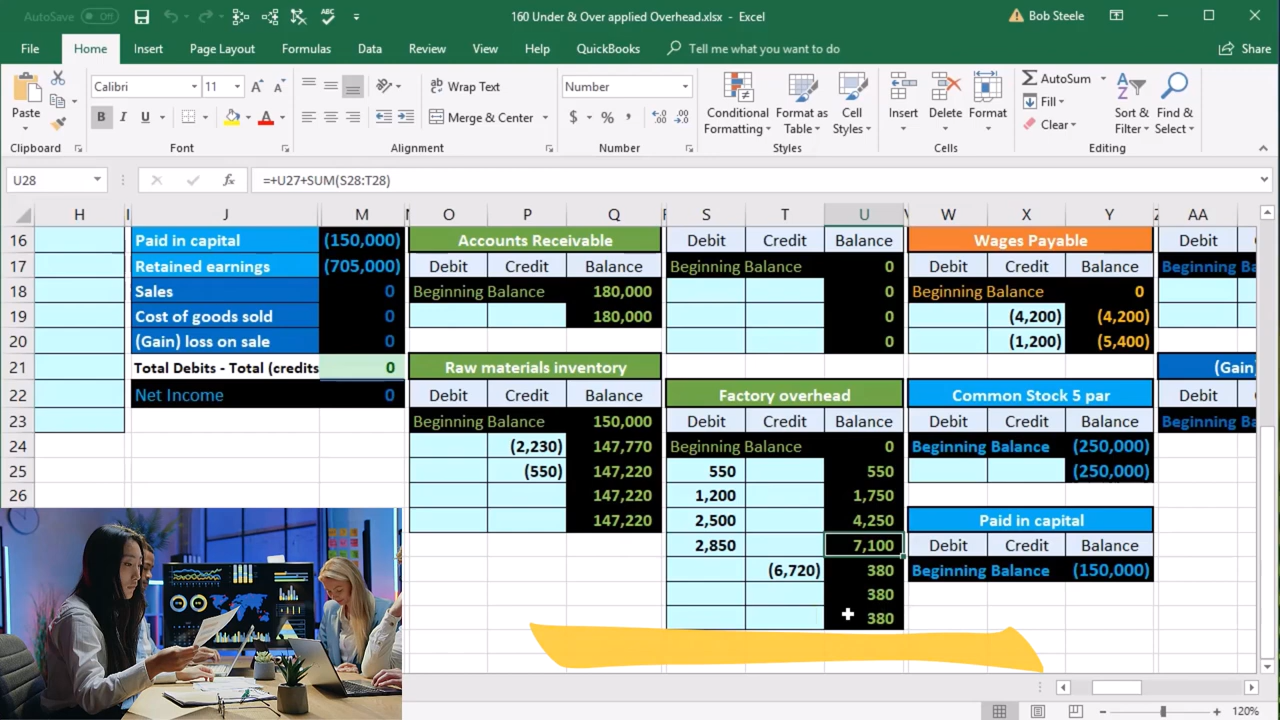 AutoSave Off 160 Under & Over applied Overhead.xlsx - Excel Bob Steele
File Home Insert Page Layout Formulas Data Review View Help QuickBooks Tell me what you want to do Share
Paste Calibri 11 A A Wrap Text Number Conditional Formatting Format as Table Cell Styles Insert Delete Format AutoSum Sort & Filter Find & Select
B I U A Merge & Center $ % , Fill
Clear
Clipboard Font Alignment Number Styles Cells Editing
U28 fx =+U27+SUM(S28:T28)
H I J M O P Q S T U W X Y Z AA
16 Paid in capital (150,000) Accounts Receivable Debit Credit Balance Wages Payable Debit
17 Retained earnings (705,000) Debit Credit Balance Beginning Balance 0 Debit Credit Balance Beginning Ba
18 Sales 0 Beginning Balance 180,000 0 Beginning Balance 0
19 Cost of goods sold 0 180,000 0 (4,200) (4,200)
20 (Gain) loss on sale 0 0 (1,200) (5,400)
21 Total Debits - Total (credits 0 Raw materials inventory (Gain)
22 Net Income 0 Debit Credit Balance Factory overhead Common Stock 5 par Debit
23 Beginning Balance 150,000 Debit Credit Balance Debit Credit Balance Beginning Ba
24 (2,230) 147,770 Beginning Balance 0 Beginning Balance (250,000)
25 (550) 147,220 550 550 (250,000)
26 147,220 1,200 1,750
147,220 2,500 4,250 Paid in capital
2,850 7,100 Debit Credit Balance
(6,720) 380 Beginning Balance (150,000)
380
380
120%